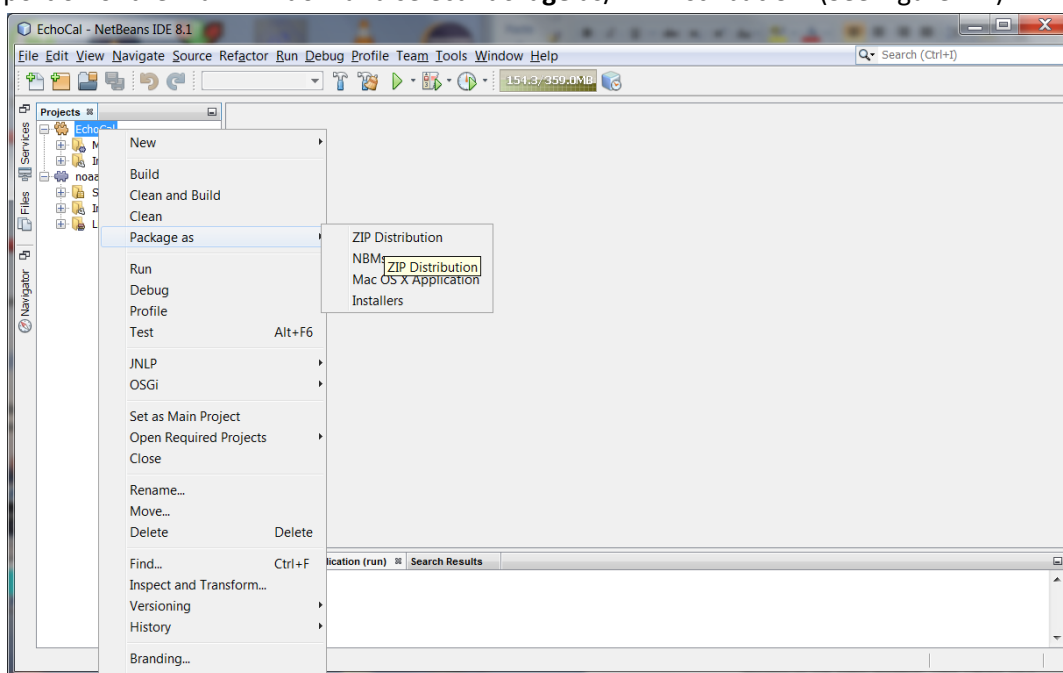 EchoCal - NetBeans IDE 8.1
File Edit View Navigate Source Refactor Run Debug Profile Team Tools Window Help
Search (Ctrl+I)
154.3/359.0MB
Projects
EchoCal
noaa
Services
Files
Navigator
New
Build
Clean and Build
Clean
Package as
Run
Debug
Profile
Test Alt+F6
JNLP
OSGi
Set as Main Project
Open Required Projects
Close
Rename...
Move...
Delete Delete
Find... Ctrl+F
Inspect and Transform...
Versioning
History
Branding...
ZIP Distribution
NBMs
ZIP Distribution
Mac OS X Application
Installers
(run) Search Results